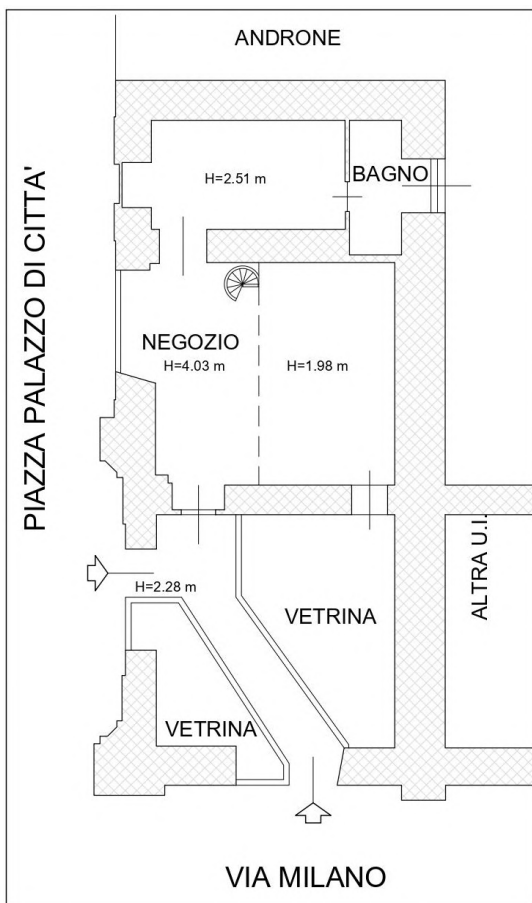 ANDRONE
PIAZZA PALAZZO DI CITTA'
H=2.51 m
BAGNO
NEGOZIO
H=4.03 m
H=1.98 m
ALTRA U.I.
H=2.28 m
VETRINA
VETRINA
VIA MILANO